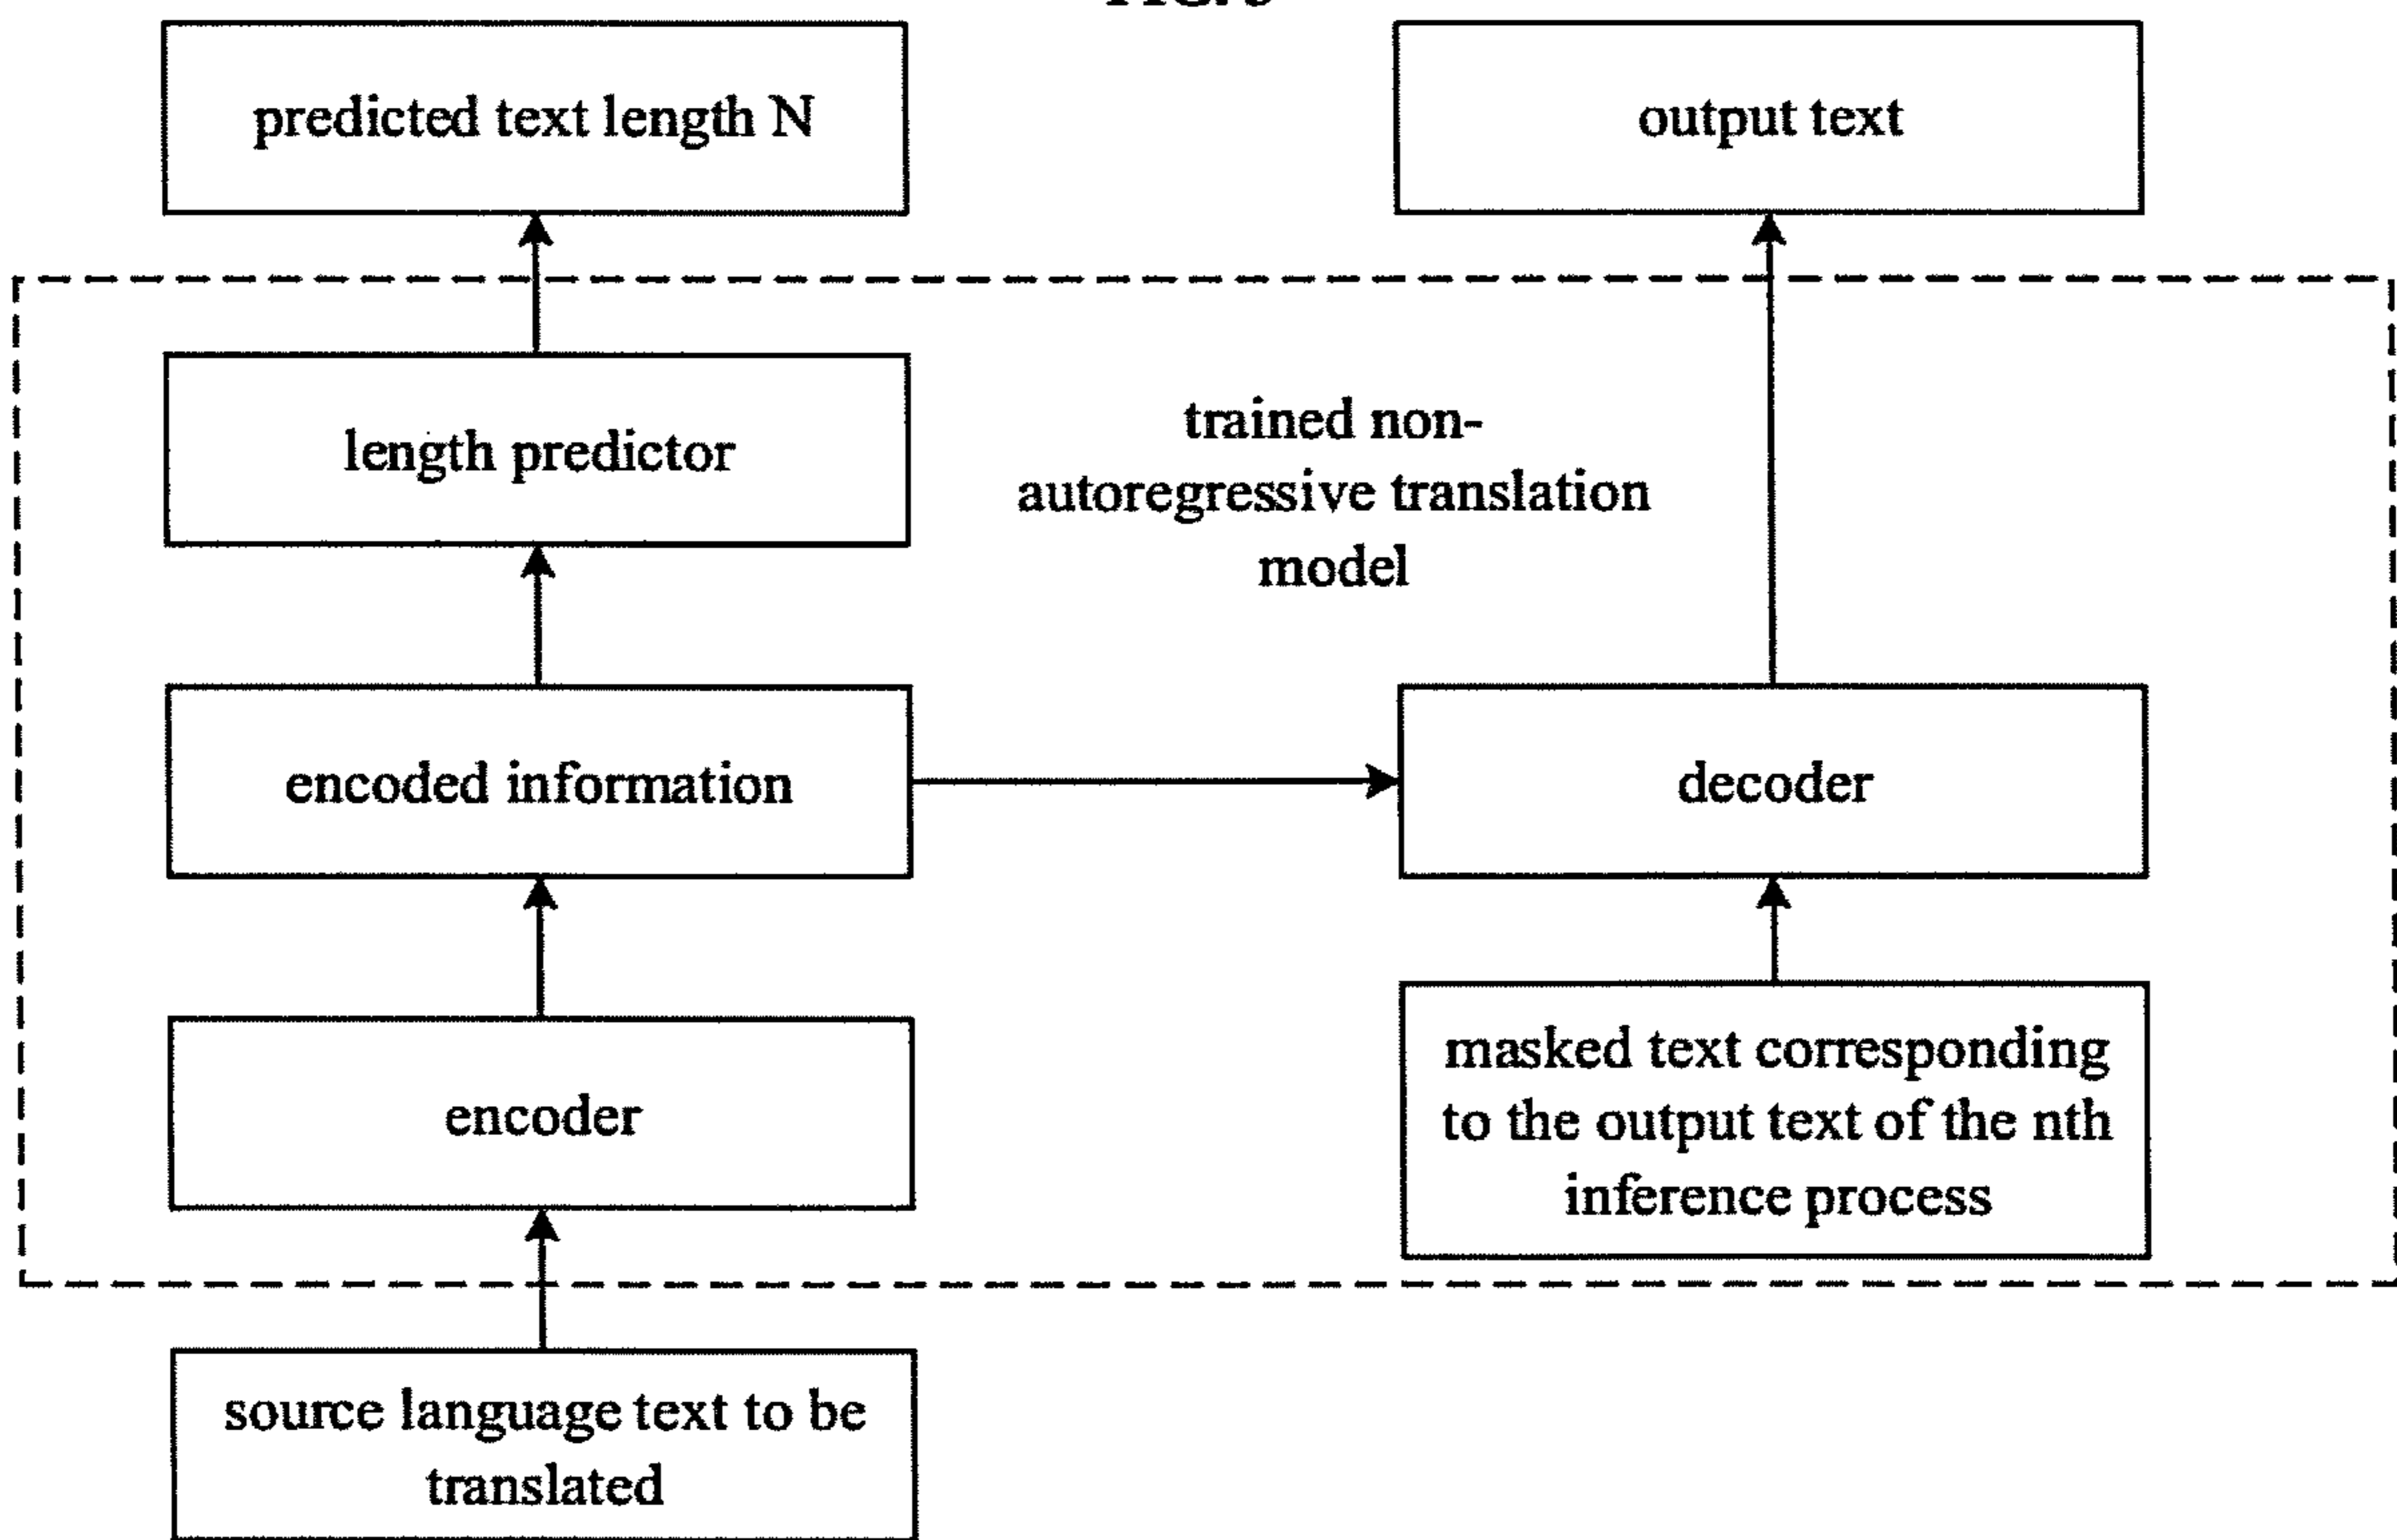 predicted text length N
output text
length predictor
trained non-
autoregressive translation
model
encoded information
decoder
encoder
masked text corresponding
to the output text of the nth
inference process
source language text to be
translated